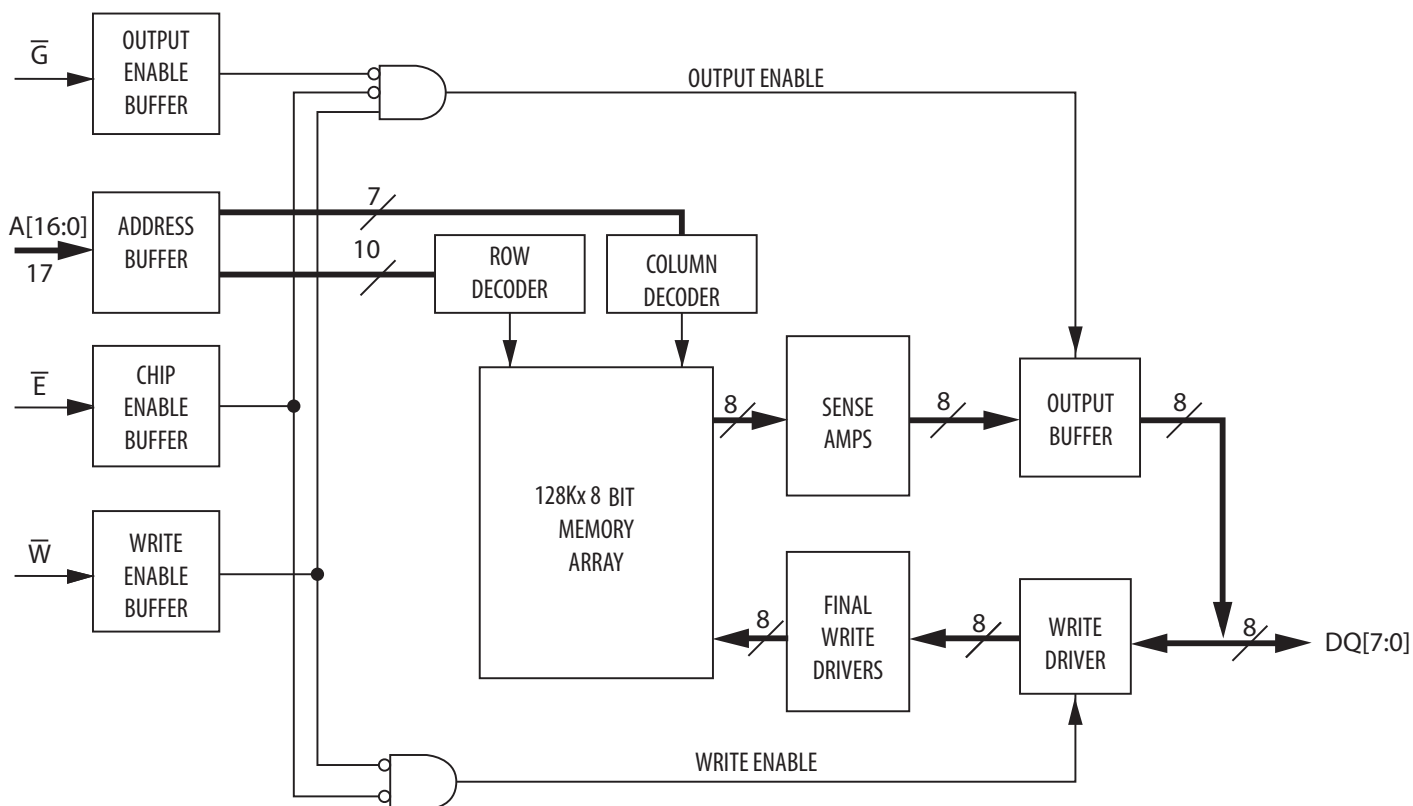 G̅
OUTPUT
ENABLE
BUFFER
OUTPUT ENABLE
A[16:0]
17
ADDRESS
BUFFER
7
10
ROW
DECODER
COLUMN
DECODER
E̅
CHIP
ENABLE
BUFFER
128Kx 8 BIT
MEMORY
ARRAY
8
SENSE
AMPS
8
OUTPUT
BUFFER
8
W̅
WRITE
ENABLE
BUFFER
8
FINAL
WRITE
DRIVERS
8
WRITE
DRIVER
8
DQ[7:0]
WRITE ENABLE